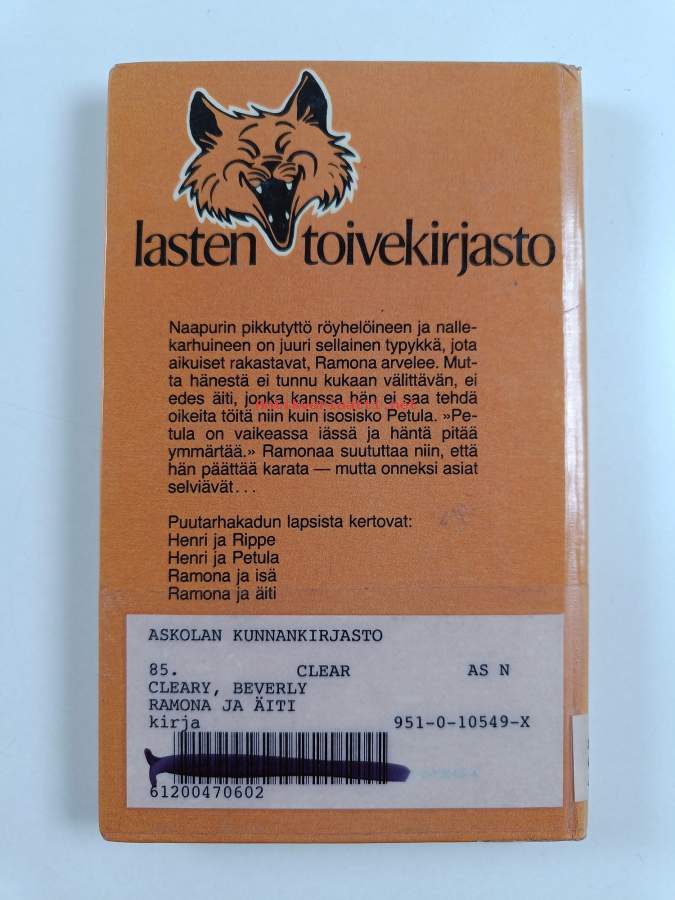 lasten toivekirjasto
Naapurin pikkutyttö röyhelöineen ja nalle-
karhuineen on juuri sellainen typykkä, jota
aikuiset rakastavat, Ramona arvelee. Mut-
ta hänestä ei tunnu kukaan välittävän, ei
edes äiti, jonka kanssa hän ei saa tehdä
oikeita töitä niin kuin isosisko Petula. »Pe-
tula on vaikeassa iässä ja häntä pitää
ymmärtää.» Ramonaa suututtaa niin, että
hän päättää karata — mutta onneksi asiat
selviävät...
Puutarhakadun lapsista kertovat:
Henri ja Rippe
Henri ja Petula
Ramona ja isä
Ramona ja äiti
ASKOLAN KUNNANKIRJASTO
85. CLEAR AS N
CLEARY, BEVERLY
RAMONA JA ÄITI
kirja 951-0-10549-X
61200470602